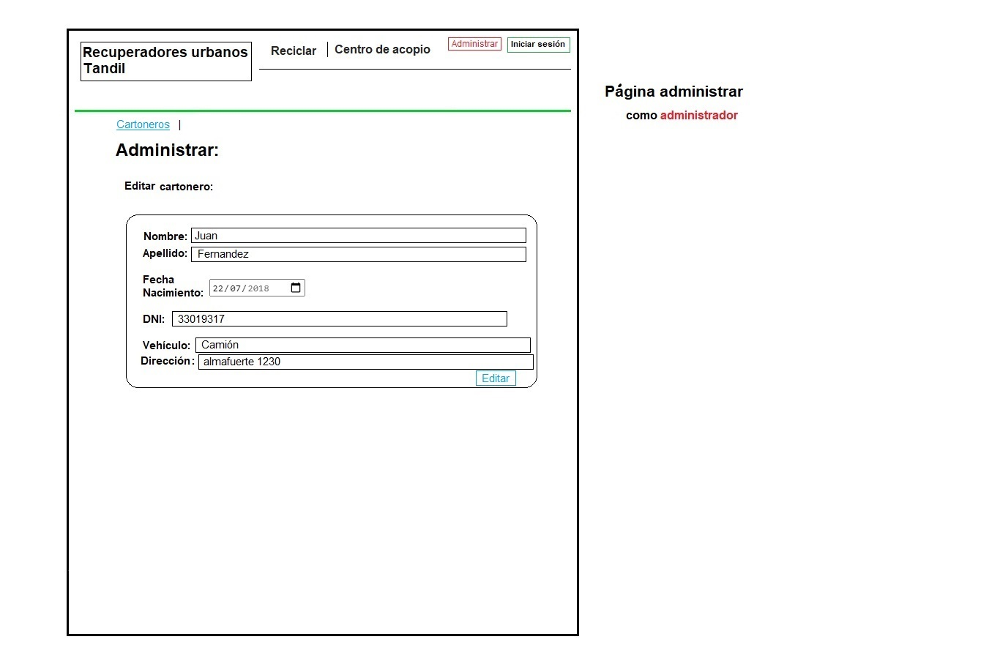 Recuperadores urbanos
Tandil
Reciclar | Centro de acopio
Administrar
Iniciar sesión
Página administrar
como administrador
Cartoneros |
Administrar:
Editar cartonero:
Nombre: Juan
Apellido: Fernandez
Fecha
Nacimiento: 22/07/2018
DNI: 33019317
Vehículo: Camión
Dirección: almafuerte 1230
Editar